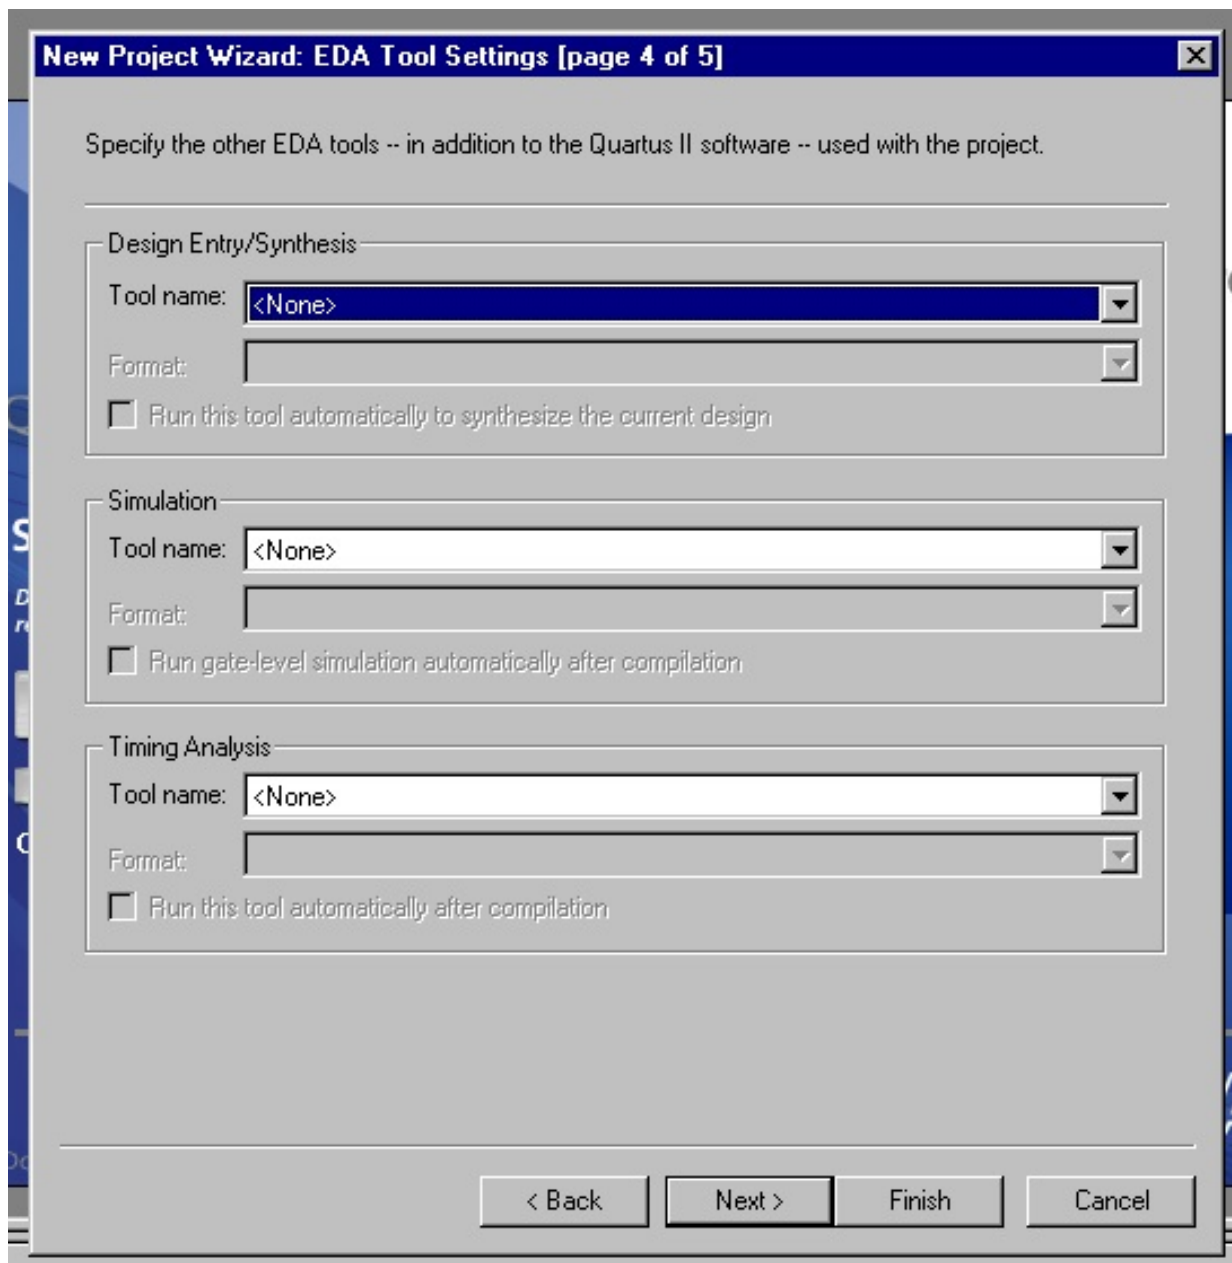 New Project Wizard: EDA Tool Settings [page 4 of 5]
Specify the other EDA tools -- in addition to the Quartus II software -- used with the project.
Design Entry/Synthesis
Tool name: <None>
Format:
Run this tool automatically to synthesize the current design
Simulation
Tool name: <None>
Format:
Run gate-level simulation automatically after compilation
Timing Analysis
Tool name: <None>
Format:
Run this tool automatically after compilation
< Back Next > Finish Cancel